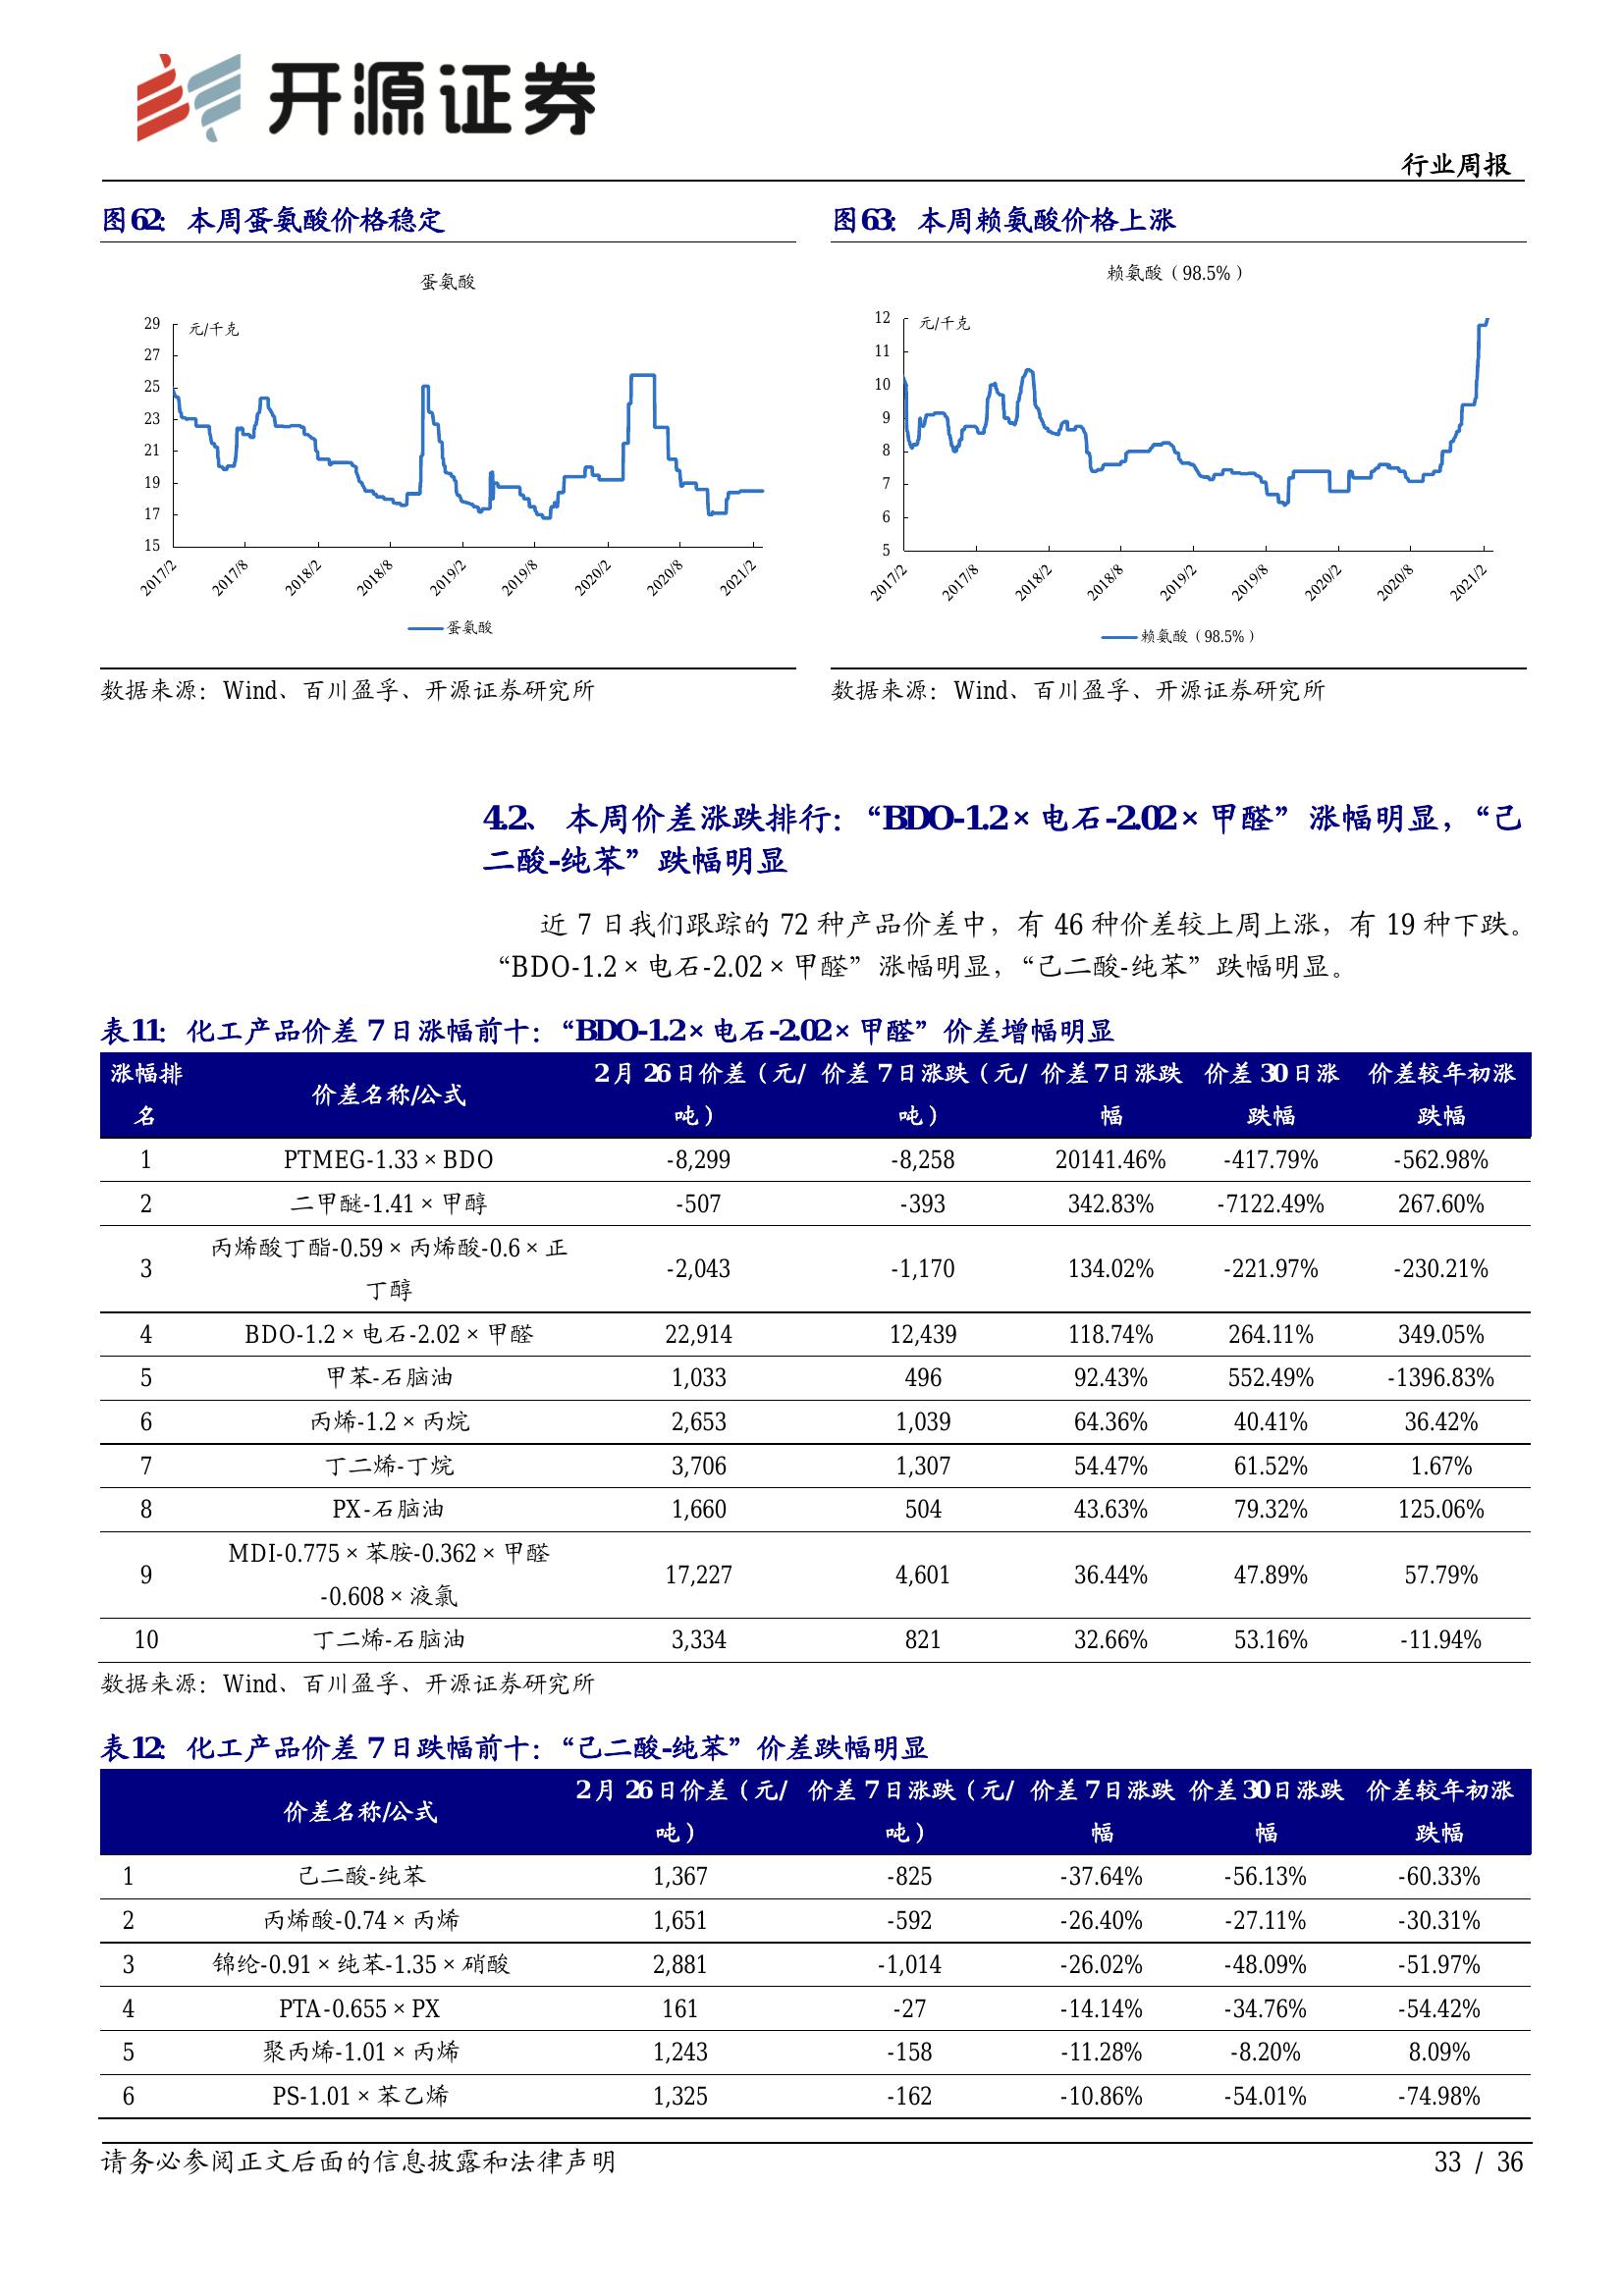 开源证券
行业周报
图62：本周蛋氨酸价格稳定
蛋氨酸
元/千克
29
27
25
23
21
19
17
15
2017/2 2017/8 2018/2 2018/8 2019/2 2019/8 2020/2 2020/8 2021/2
蛋氨酸
数据来源：Wind、百川盈孚、开源证券研究所
图63：本周赖氨酸价格上涨
赖氨酸（98.5%）
元/千克
12
11
10
9
8
7
6
5
2017/2 2017/8 2018/2 2018/8 2019/2 2019/8 2020/2 2020/8 2021/2
赖氨酸（98.5%）
数据来源：Wind、百川盈孚、开源证券研究所
4.2、 本周价差涨跌排行：“BDO-1.2×电石-2.02×甲醛”涨幅明显，“己
二酸-纯苯”跌幅明显
近 7 日我们跟踪的 72 种产品价差中，有 46 种价差较上周上涨，有 19 种下跌。
“BDO-1.2×电石-2.02×甲醛”涨幅明显，“己二酸-纯苯”跌幅明显。
表11：化工产品价差 7 日涨幅前十：“BDO-1.2×电石-2.02×甲醛”价差增幅明显
涨幅排名 价差名称/公式 2月26日价差（元/吨） 价差7日涨跌（元/吨） 价差7日涨跌幅 价差30日涨跌幅 价差较年初涨跌幅
1 PTMEG-1.33×BDO -8,299 -8,258 20141.46% -417.79% -562.98%
2 二甲醚-1.41×甲醇 -507 -393 342.83% -7122.49% 267.60%
3 丙烯酸丁酯-0.59×丙烯酸-0.6×正丁醇 -2,043 -1,170 134.02% -221.97% -230.21%
4 BDO-1.2×电石-2.02×甲醛 22,914 12,439 118.74% 264.11% 349.05%
5 甲苯-石脑油 1,033 496 92.43% 552.49% -1396.83%
6 丙烯-1.2×丙烷 2,653 1,039 64.36% 40.41% 36.42%
7 丁二烯-丁烷 3,706 1,307 54.47% 61.52% 1.67%
8 PX-石脑油 1,660 504 43.63% 79.32% 125.06%
9 MDI-0.775×苯胺-0.362×甲醛-0.608×液氯 17,227 4,601 36.44% 47.89% 57.79%
10 丁二烯-石脑油 3,334 821 32.66% 53.16% -11.94%
数据来源：Wind、百川盈孚、开源证券研究所
表12：化工产品价差 7 日跌幅前十：“己二酸-纯苯”价差跌幅明显
价差名称/公式 2月26日价差（元/吨） 价差7日涨跌（元/吨） 价差7日涨跌幅 价差30日涨跌幅 价差较年初涨跌幅
1 己二酸-纯苯 1,367 -825 -37.64% -56.13% -60.33%
2 丙烯酸-0.74×丙烯 1,651 -592 -26.40% -27.11% -30.31%
3 锦纶-0.91×纯苯-1.35×硝酸 2,881 -1,014 -26.02% -48.09% -51.97%
4 PTA-0.655×PX 161 -27 -14.14% -34.76% -54.42%
5 聚丙烯-1.01×丙烯 1,243 -158 -11.28% -8.20% 8.09%
6 PS-1.01×苯乙烯 1,325 -162 -10.86% -54.01% -74.98%
请务必参阅正文后面的信息披露和法律声明
33 / 36